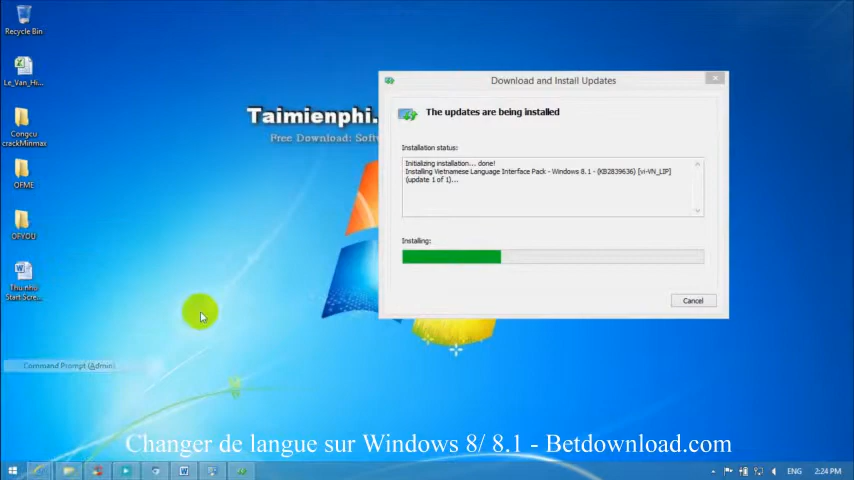 Recycle Bin
Le_Van_Hi...
Congcu
crackMinmax
OFME
OFYOU
Thu nhu
Start Scre...
Taimienphi.
Free Download: Soft
Download and Install Updates
The updates are being installed
Installation status:
Initializing installation... done!
Installing Vietnamese Language Interface Pack - Windows 8.1 - (KB2839636) [vi-VN_LIP]
(update 1 of 1)...
Installing:
Cancel
Command Prompt (Admin)
Changer de langue sur Windows 8/ 8.1 - Betdownload.com
ENG
2:24 PM